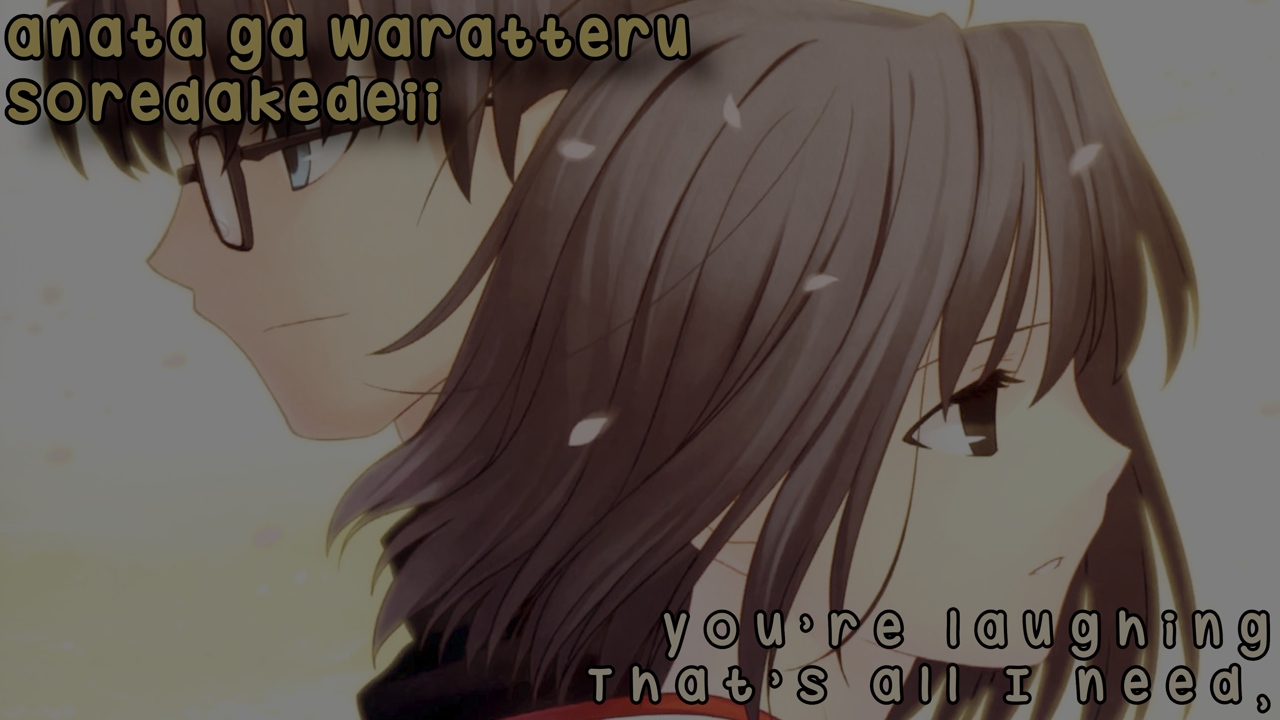 anata ga waratteru
soredakedeii
you're laughing
That's all I need,